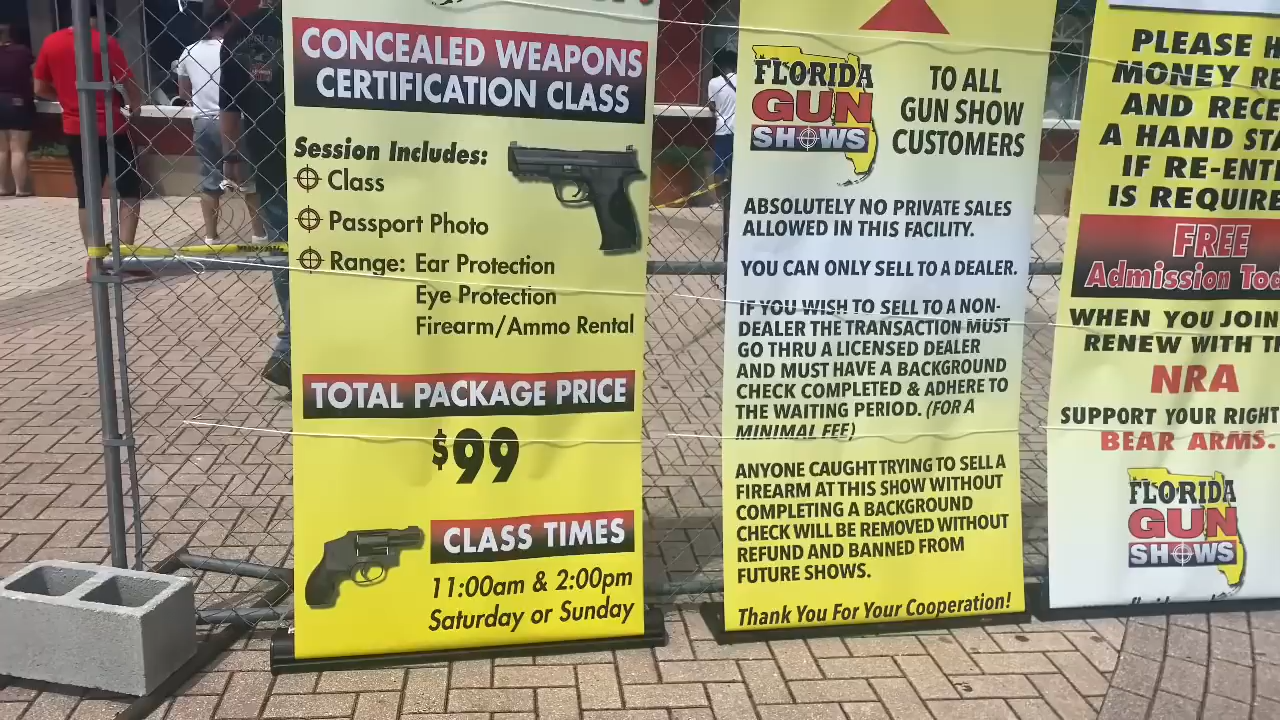 CONCEALED WEAPONS
CERTIFICATION CLASS
Session Includes:
Class
Passport Photo
Range: Ear Protection
Eye Protection
Firearm/Ammo Rental
TOTAL PACKAGE PRICE
$99
CLASS TIMES
11:00am & 2:00pm
Saturday or Sunday
FLORIDA
GUN
SHOWS
TO ALL
GUN SHOW
CUSTOMERS
ABSOLUTELY NO PRIVATE SALES
ALLOWED IN THIS FACILITY.
YOU CAN ONLY SELL TO A DEALER.
IF YOU WISH TO SELL TO A NON-
DEALER THE TRANSACTION MUST
GO THRU A LICENSED DEALER
AND MUST HAVE A BACKGROUND
CHECK COMPLETED & ADHERE TO
THE WAITING PERIOD. (FOR A
MINIMAL FEE)
ANYONE CAUGHT TRYING TO SELL A
FIREARM AT THIS SHOW WITHOUT
COMPLETING A BACKGROUND
CHECK WILL BE REMOVED WITHOUT
REFUND AND BANNED FROM
FUTURE SHOWS.
Thank You For Your Cooperation!
PLEASE H
MONEY RE
AND RECE
A HAND STA
IF RE-ENT
IS REQUIRE
FREE
Admission Tod
WHEN YOU JOIN
RENEW WITH T
NRA
SUPPORT YOUR RIGHT
BEAR ARMS.
FLORIDA
GUN
SHOWS